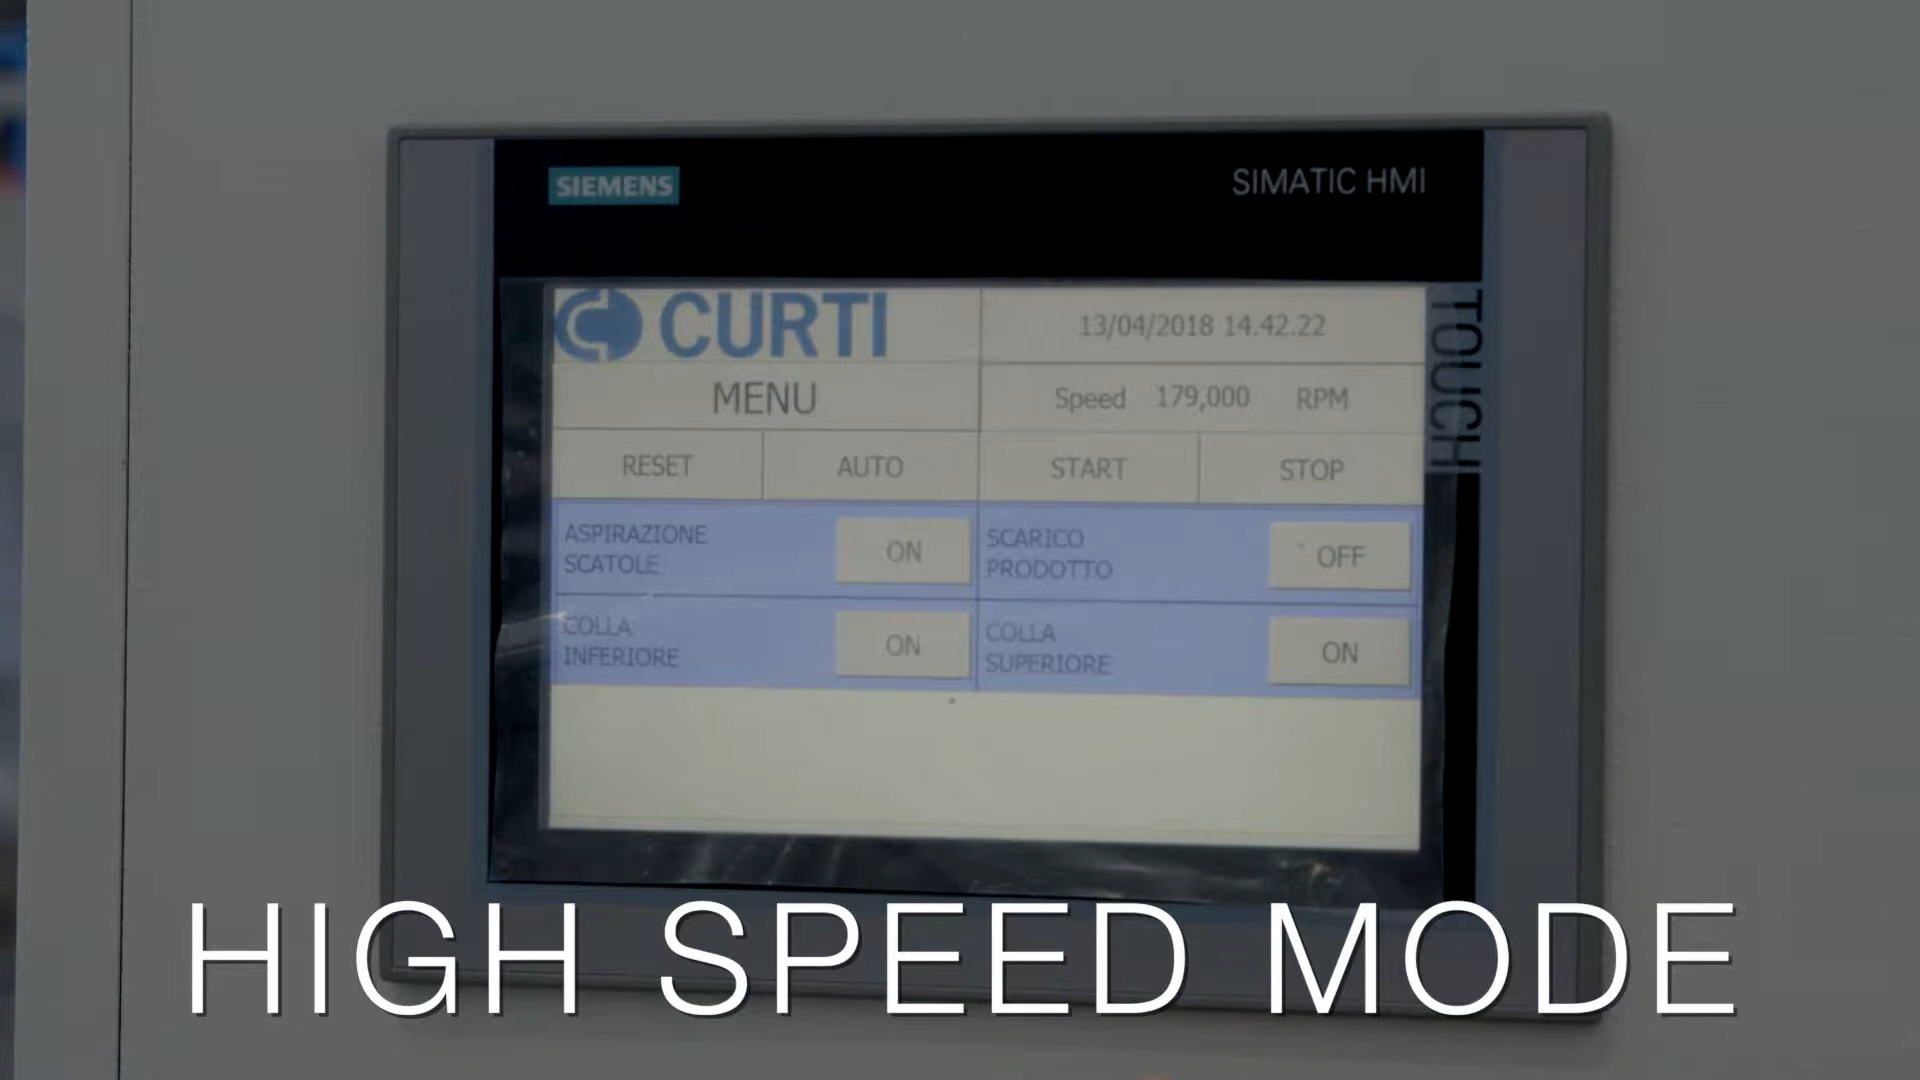 SIEMENS
SIMATIC HMI
TOUCH
CURTI
13/04/2018 14.42.22
MENU
Speed 179,000 RPM
RESET
AUTO
START
STOP
ASPIRAZIONE
SCATOLE
ON
SCARICO
PRODOTTO
OFF
COLLA
INFERIORE
ON
COLLA
SUPERIORE
ON
HIGH SPEED MODE